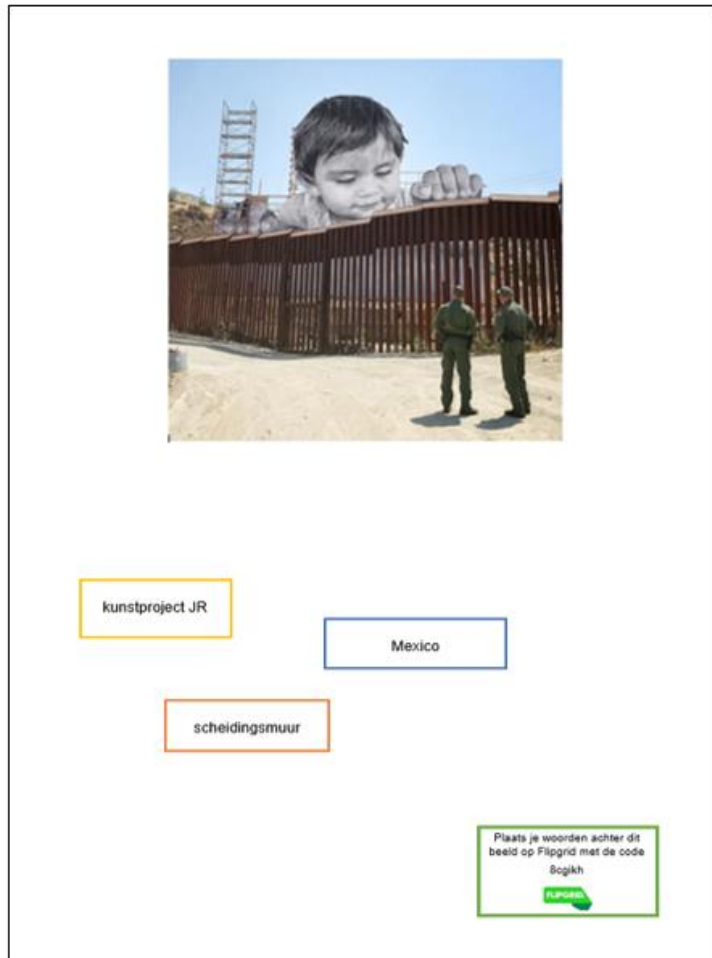 kunstproject JR
Mexico
scheidingsmuur
Plaats je woorden achter dit
beeld op Flipgrid met de code
8cgikh
FLIPGRID